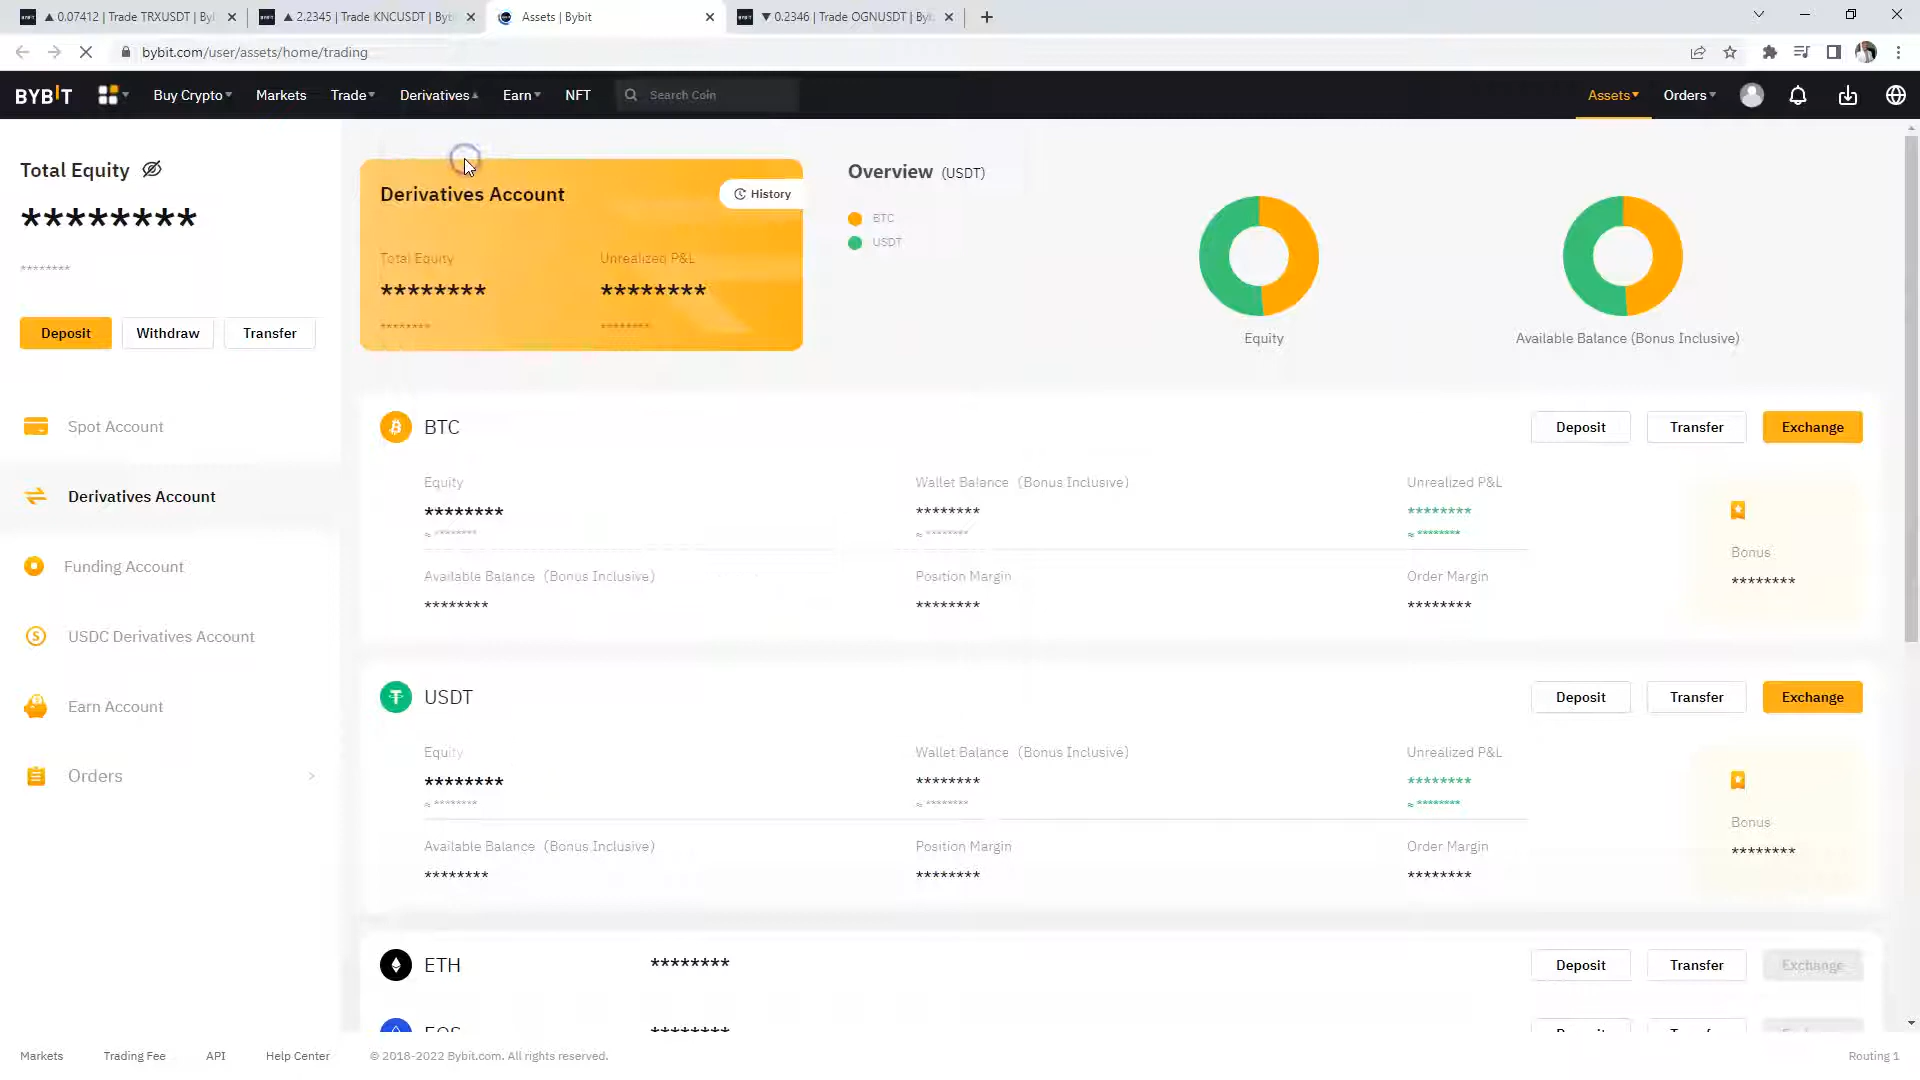 ▲ 0.07412 | Trade TRXUSDT | Byb
▲ 2.2345 | Trade KNCUSDT | Byb
Assets | Bybit
▼ 0.2346 | Trade OGNUSDT | Byb
bybit.com/user/assets/home/trading
BYBIT
Buy Crypto
Markets
Trade
Derivatives
Earn
NFT
Search Coin
Assets
Orders
Total Equity
********
********
Deposit
Withdraw
Transfer
Spot Account
Derivatives Account
Funding Account
USDC Derivatives Account
Earn Account
Orders
Derivatives Account
History
Total Equity
Unrealized P&L
********
********
********
********
Overview (USDT)
BTC
USDT
Equity
Available Balance (Bonus Inclusive)
BTC
Deposit
Transfer
Exchange
Equity
Wallet Balance (Bonus Inclusive)
Unrealized P&L
********
********
********
≈ ********
≈ ********
≈ ********
Available Balance (Bonus Inclusive)
Position Margin
Order Margin
********
********
********
Bonus
********
USDT
Deposit
Transfer
Exchange
Equity
Wallet Balance (Bonus Inclusive)
Unrealized P&L
********
********
********
≈ ********
≈ ********
≈ ********
Available Balance (Bonus Inclusive)
Position Margin
Order Margin
********
********
********
Bonus
********
ETH
********
Deposit
Transfer
Exchange
EOS
********
Deposit
Transfer
Exchange
Markets
Trading Fee
API
Help Center
© 2018-2022 Bybit.com. All rights reserved.
Routing 1